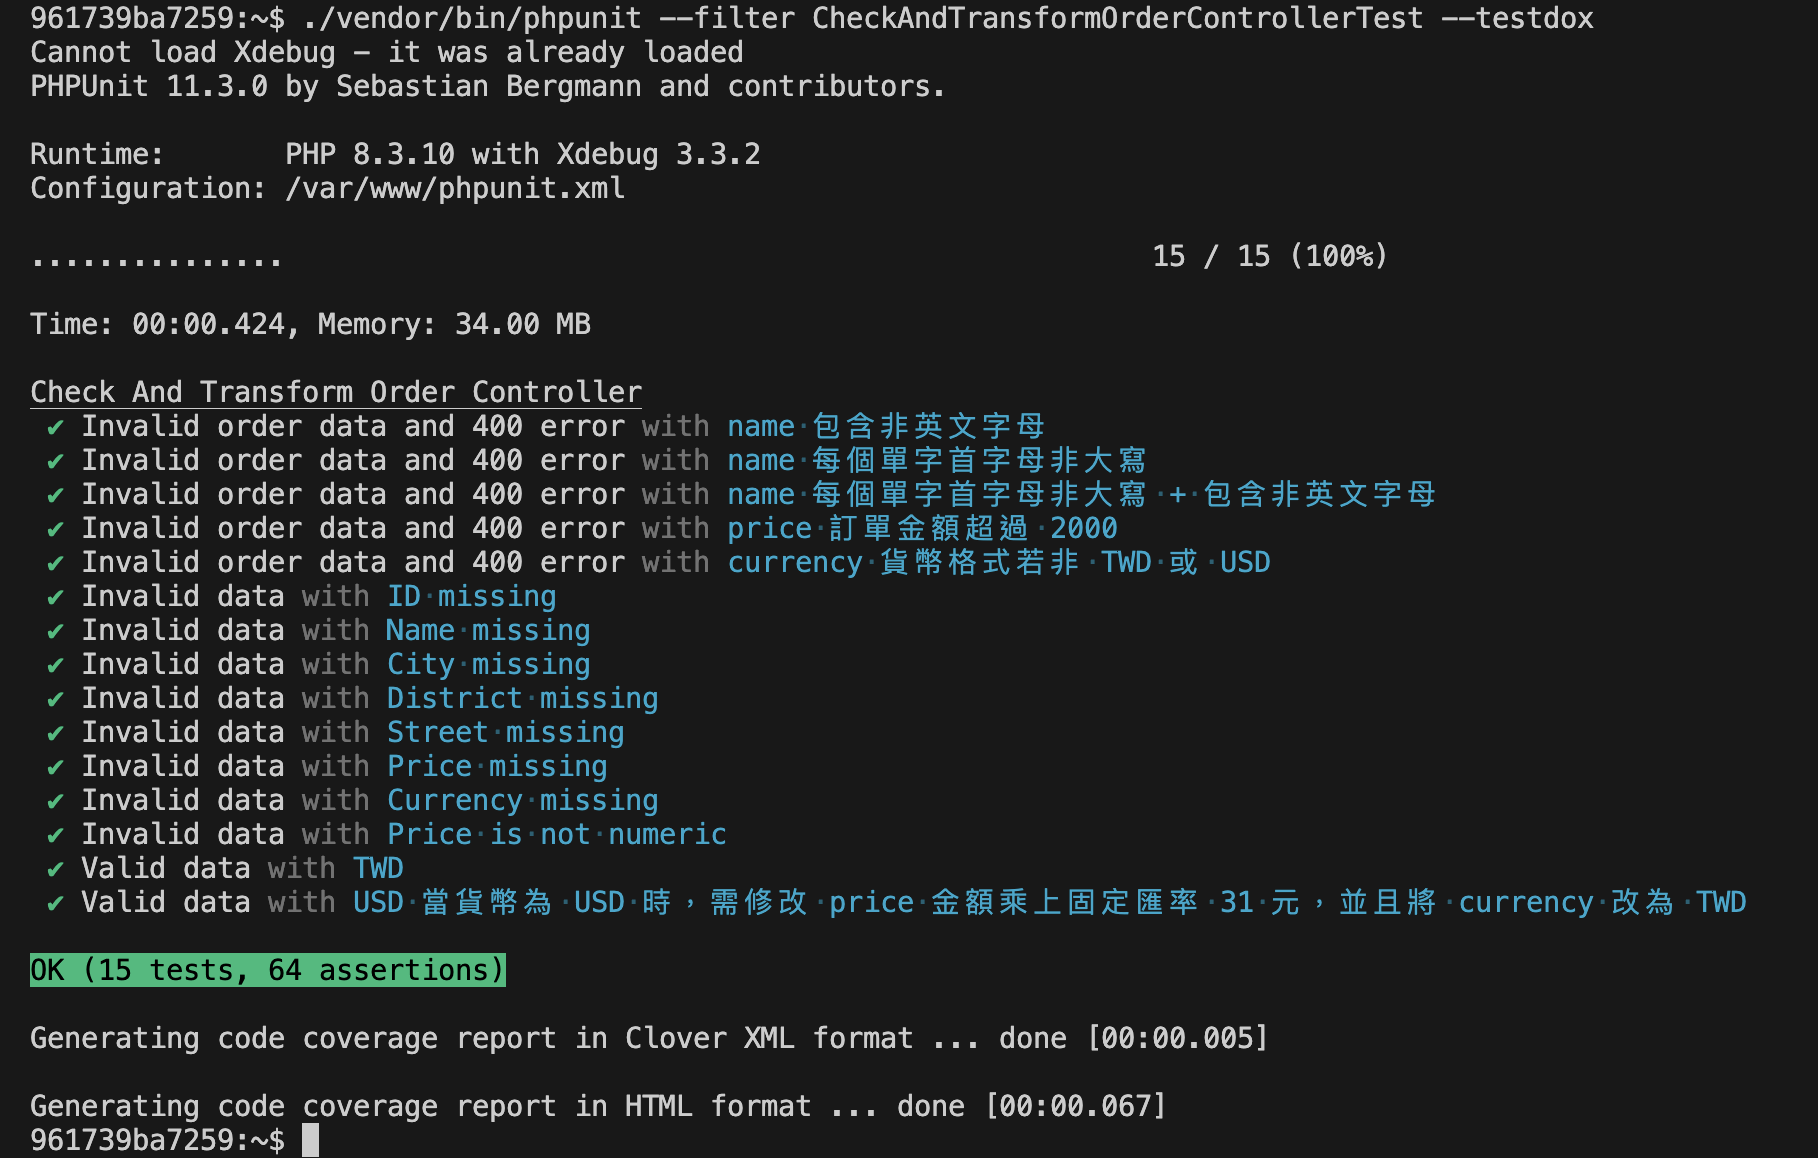 961739ba7259:~$ ./vendor/bin/phpunit --filter CheckAndTransformOrderControllerTest --testdox
Cannot load Xdebug - it was already loaded
PHPUnit 11.3.0 by Sebastian Bergmann and contributors.
Runtime:       PHP 8.3.10 with Xdebug 3.3.2
Configuration: /var/www/phpunit.xml
...............                                                   15 / 15 (100%)
Time: 00:00.424, Memory: 34.00 MB
Check And Transform Order Controller
✔ Invalid order data and 400 error with name·包含非英文字母
✔ Invalid order data and 400 error with name·每個單字首字母非大寫
✔ Invalid order data and 400 error with name·每個單字首字母非大寫·+·包含非英文字母
✔ Invalid order data and 400 error with price·訂單金額超過·2000
✔ Invalid order data and 400 error with currency·貨幣格式若非·TWD·或·USD
✔ Invalid data with ID·missing
✔ Invalid data with Name·missing
✔ Invalid data with City·missing
✔ Invalid data with District·missing
✔ Invalid data with Street·missing
✔ Invalid data with Price·missing
✔ Invalid data with Currency·missing
✔ Invalid data with Price·is·not·numeric
✔ Valid data with TWD
✔ Valid data with USD·當貨幣為·USD·時，需修改·price·金額乘上固定匯率·31·元，並且將·currency·改為·TWD
OK (15 tests, 64 assertions)
Generating code coverage report in Clover XML format ... done [00:00.005]
Generating code coverage report in HTML format ... done [00:00.067]
961739ba7259:~$